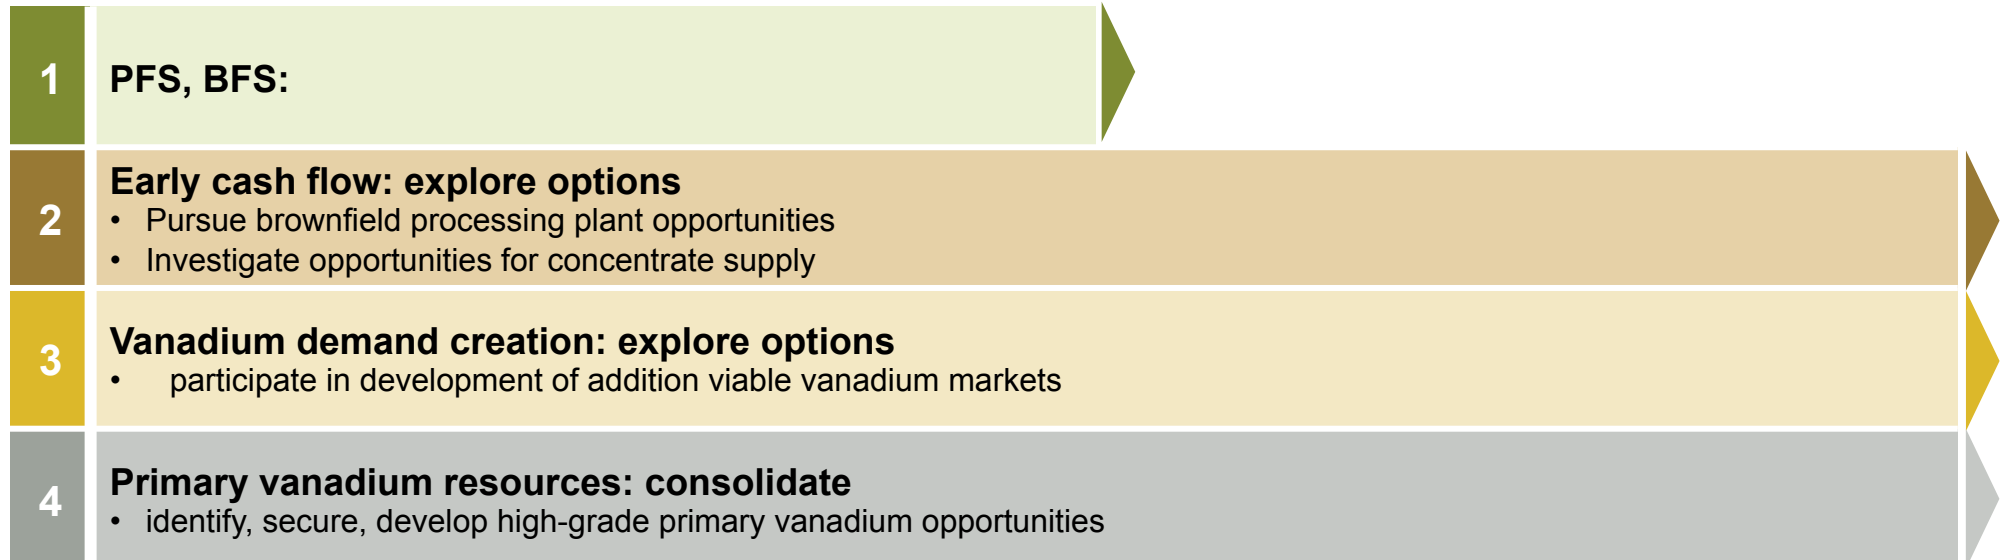 1
PFS, BFS:
2
Early cash flow: explore options
• Pursue brownfield processing plant opportunities
• Investigate opportunities for concentrate supply
3
Vanadium demand creation: explore options
• participate in development of addition viable vanadium markets
4
Primary vanadium resources: consolidate
• identify, secure, develop high-grade primary vanadium opportunities